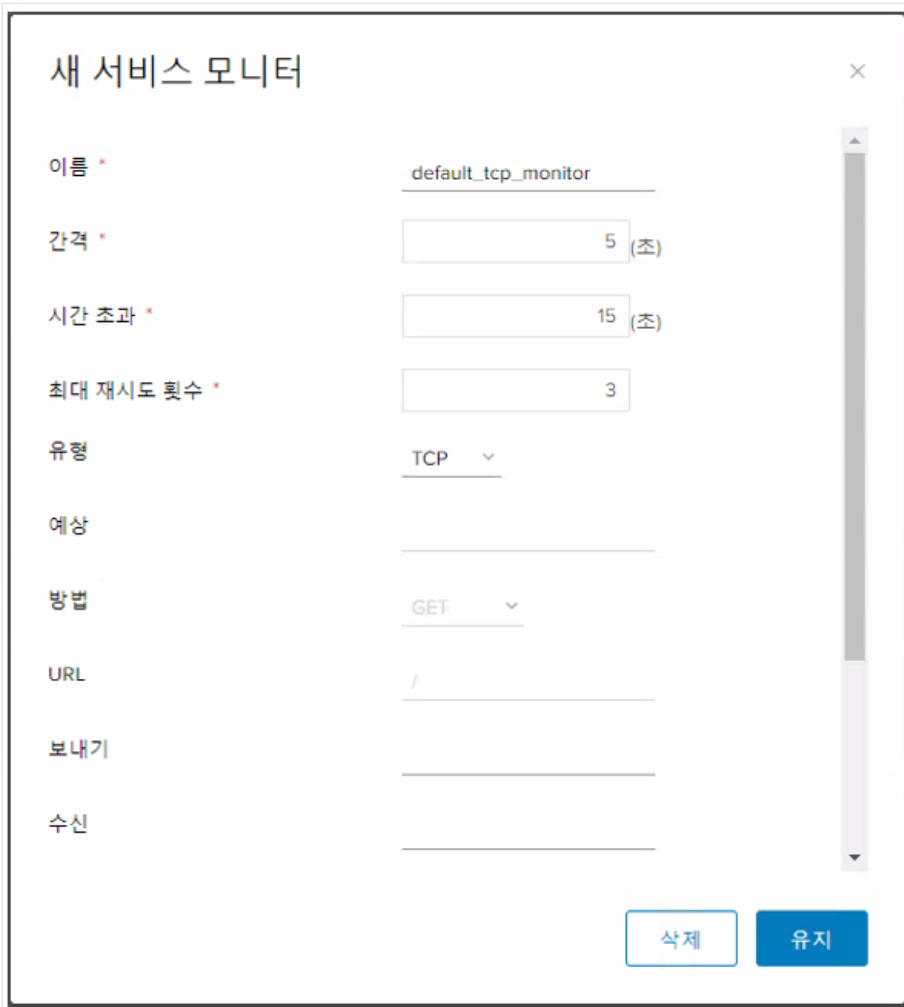 새 서비스 모니터 ×
이름 * default_tcp_monitor
간격 * 5 (초)
시간 초과 * 15 (초)
최대 재시도 횟수 * 3
유형 TCP
예상
방법 GET
URL /
보내기
수신
삭제 유지